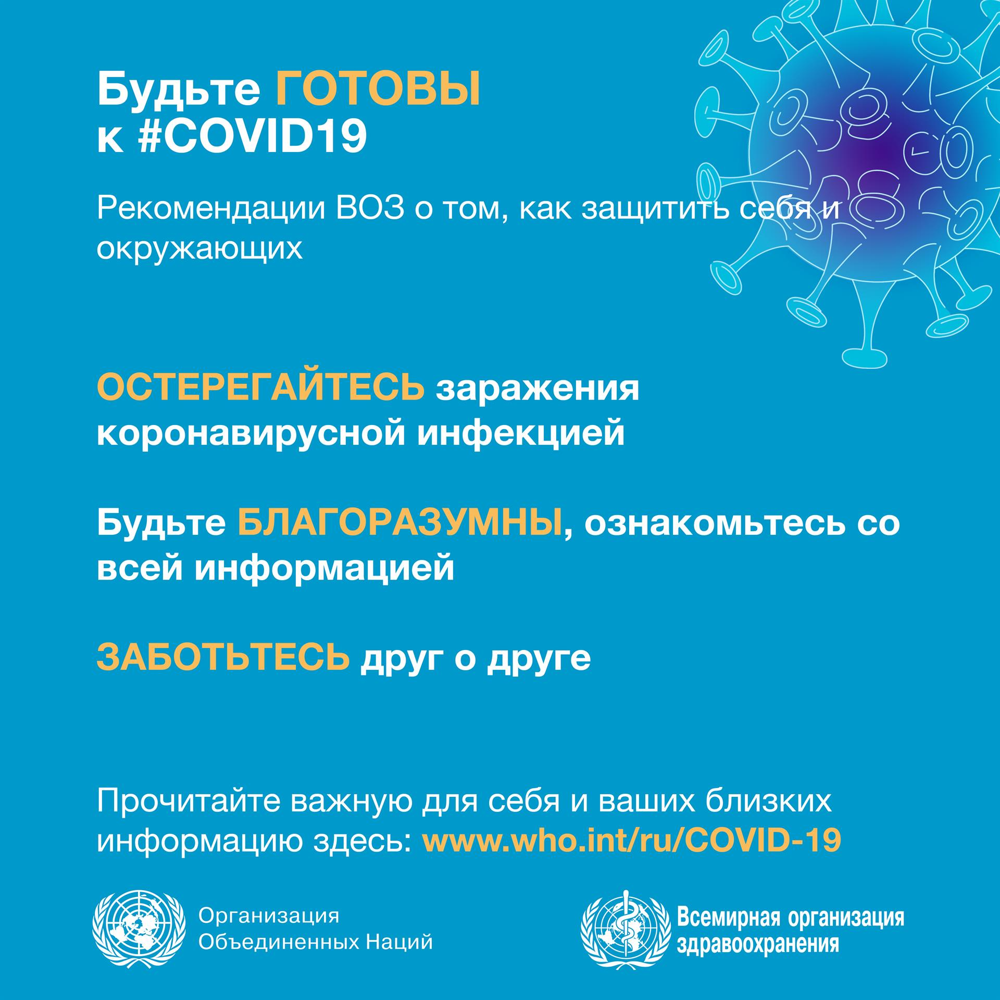 Будьте ГОТОВЫ
к #COVID19
Рекомендации ВОЗ о том, как защитить себя и
окружающих
ОСТЕРЕГАЙТЕСЬ заражения
коронавирусной инфекцией
Будьте БЛАГОРАЗУМНЫ, ознакомьтесь со
всей информацией
ЗАБОТЬТЕСЬ друг о друге
Прочитайте важную для себя и ваших близких
информацию здесь: www.who.int/ru/COVID-19
Организация
Объединенных Наций
Всемирная организация
здравоохранения